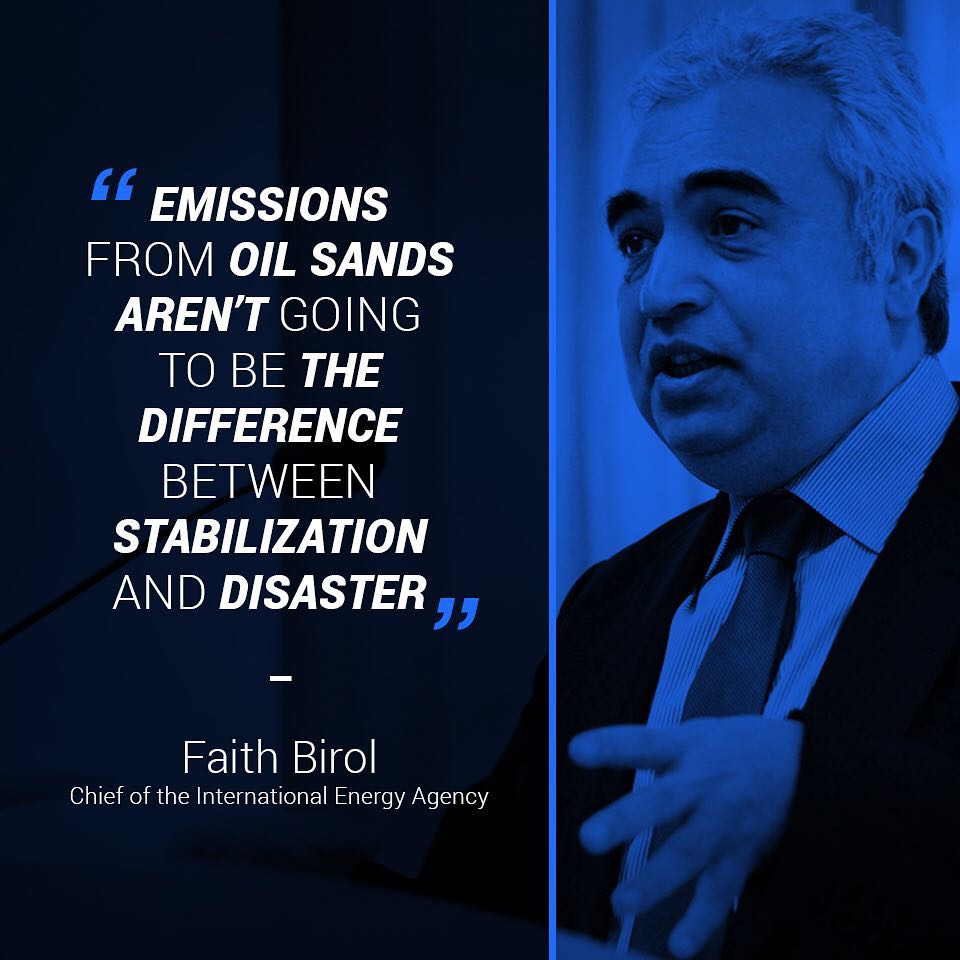 “ EMISSIONS
FROM OIL SANDS
AREN’T GOING
TO BE THE
DIFFERENCE
BETWEEN
STABILIZATION
AND DISASTER ”
–
Faith Birol
Chief of the International Energy Agency